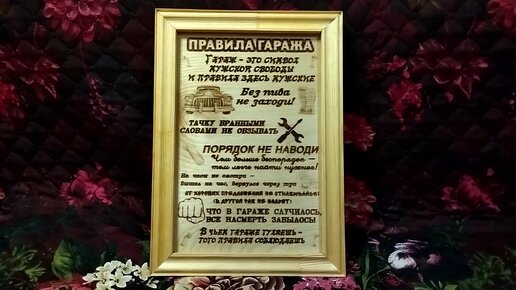 ПРАВИЛА ГАРАЖА
ГАРАЖ - ЭТО СИМВОЛ
МУЖСКОЙ СВОБОДЫ
И ПРАВИЛА ЗДЕСЬ МУЖСКИЕ
Без пива
не заходи!
ТАЧКУ БРАННЫМИ
СЛОВАМИ НЕ ОБЗЫВАТЬ
ПОРЯДОК НЕ НАВОДИ
Чем больше беспорядок —
тем легче найти нужное!
На часы не смотри -
вышел на час, вернулся через три
ОТ ХОРОШИХ ПРЕДЛОЖЕНИЙ НЕ ОТКАЗЫВАЙСЯ!
(А ДРУГОЙ РАЗ НЕ НАЛЬЮТ)
ЧТО В ГАРАЖЕ СЛУЧИЛОСЬ,
ВСЕ НАСМЕРТЬ ЗАБЫЛОСЬ!
В ЧЬЕМ ГАРАЖЕ ГУЛЯЕШЬ -
ТОГО ПРАВИЛА СОБЛЮДАЕШЬ